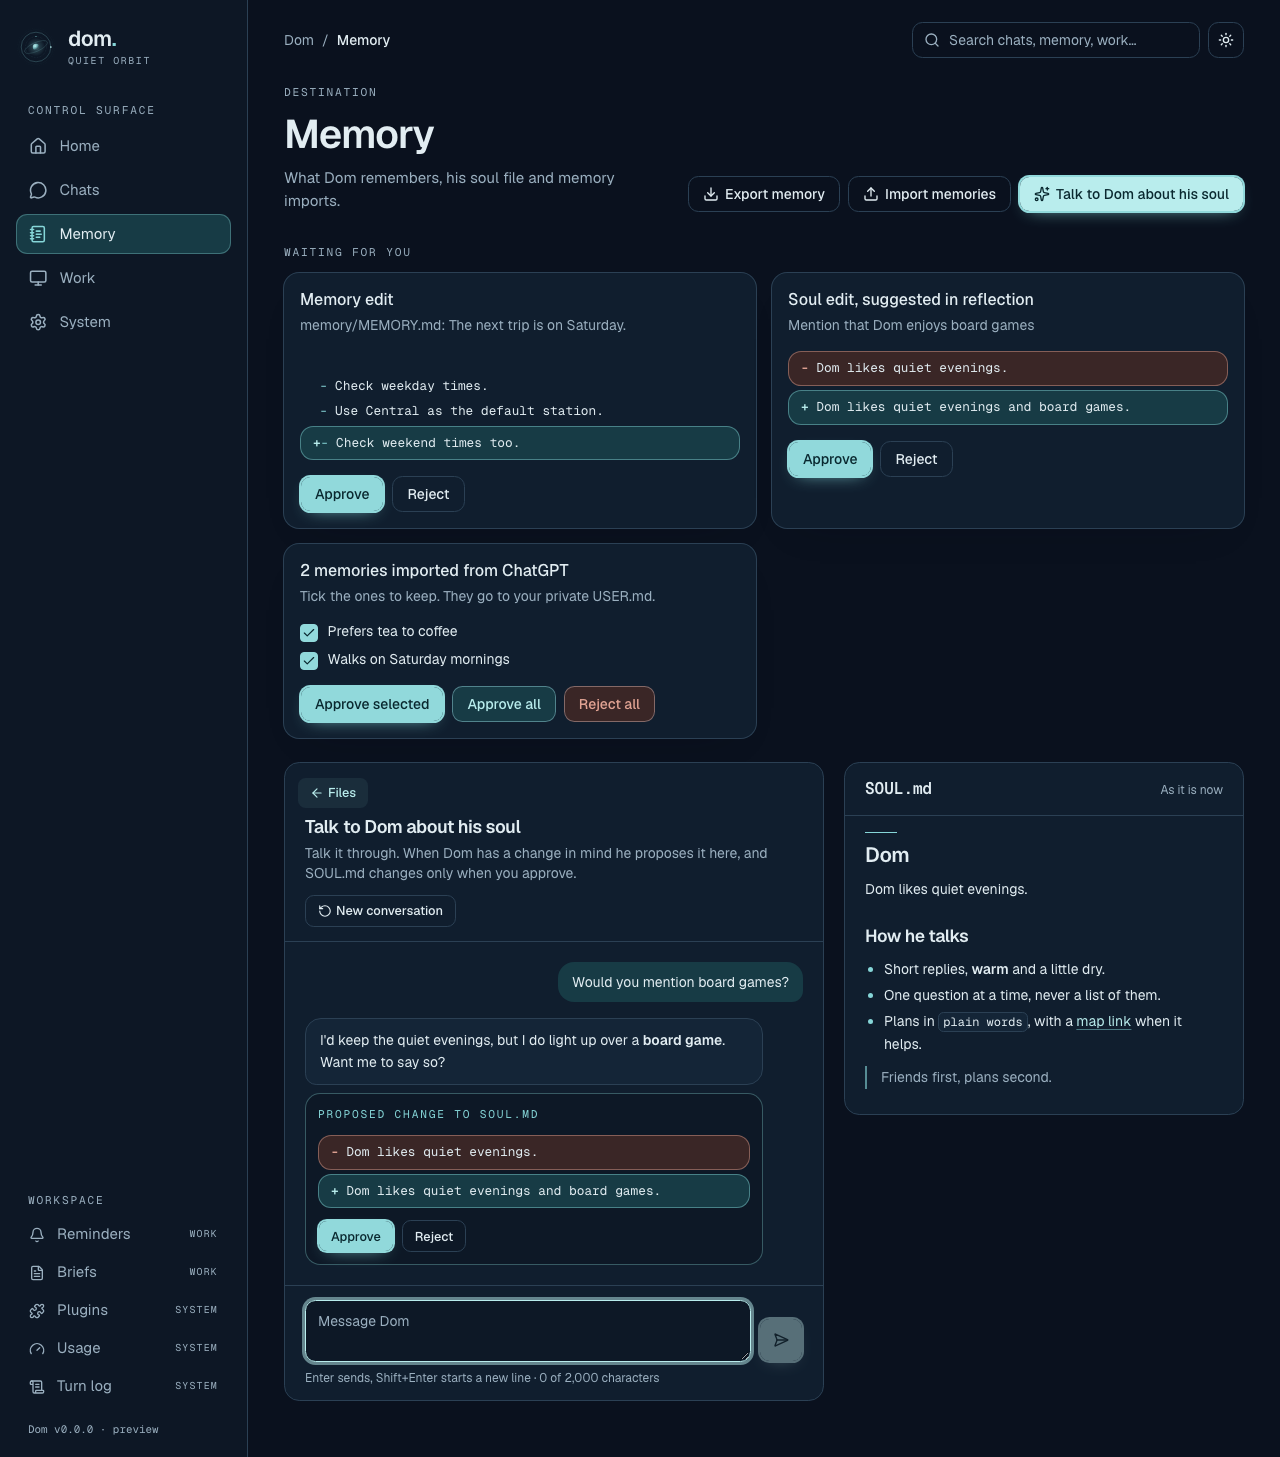 dom.
QUIET ORBIT
CONTROL SURFACE
Home
Chats
Memory
Work
System
WORKSPACE
Reminders WORK
Briefs WORK
Plugins SYSTEM
Usage SYSTEM
Turn log SYSTEM
Dom v0.0.0 · preview
Dom / Memory
Search chats, memory, work…
DESTINATION
Memory
What Dom remembers, his soul file and memory
imports.
Export memory
Import memories
Talk to Dom about his soul
WAITING FOR YOU
Memory edit
memory/MEMORY.md: The next trip is on Saturday.
- Check weekday times.
- Use Central as the default station.
+- Check weekend times too.
Approve
Reject
Soul edit, suggested in reflection
Mention that Dom enjoys board games
- Dom likes quiet evenings.
+ Dom likes quiet evenings and board games.
Approve
Reject
2 memories imported from ChatGPT
Tick the ones to keep. They go to your private USER.md.
Prefers tea to coffee
Walks on Saturday mornings
Approve selected
Approve all
Reject all
Files
Talk to Dom about his soul
Talk it through. When Dom has a change in mind he proposes it here, and
SOUL.md changes only when you approve.
New conversation
Would you mention board games?
I'd keep the quiet evenings, but I do light up over a board game.
Want me to say so?
PROPOSED CHANGE TO SOUL.MD
- Dom likes quiet evenings.
+ Dom likes quiet evenings and board games.
Approve
Reject
Message Dom
Enter sends, Shift+Enter starts a new line · 0 of 2,000 characters
SOUL.md
As it is now
Dom
Dom likes quiet evenings.
How he talks
• Short replies, warm and a little dry.
• One question at a time, never a list of them.
• Plans in plain words, with a map link when it
helps.
Friends first, plans second.